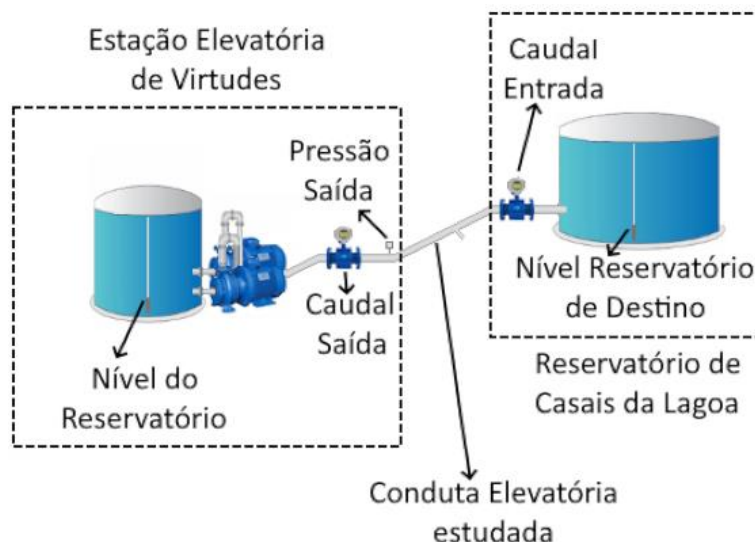 Estação Elevatória
de Virtudes
Caudal
Entrada
Pressão
Saída
Caudal
Saída
Nível do
Reservatório
Nível Reservatório
de Destino
Reservatório de
Casais da Lagoa
Conduta Elevatória
estudada